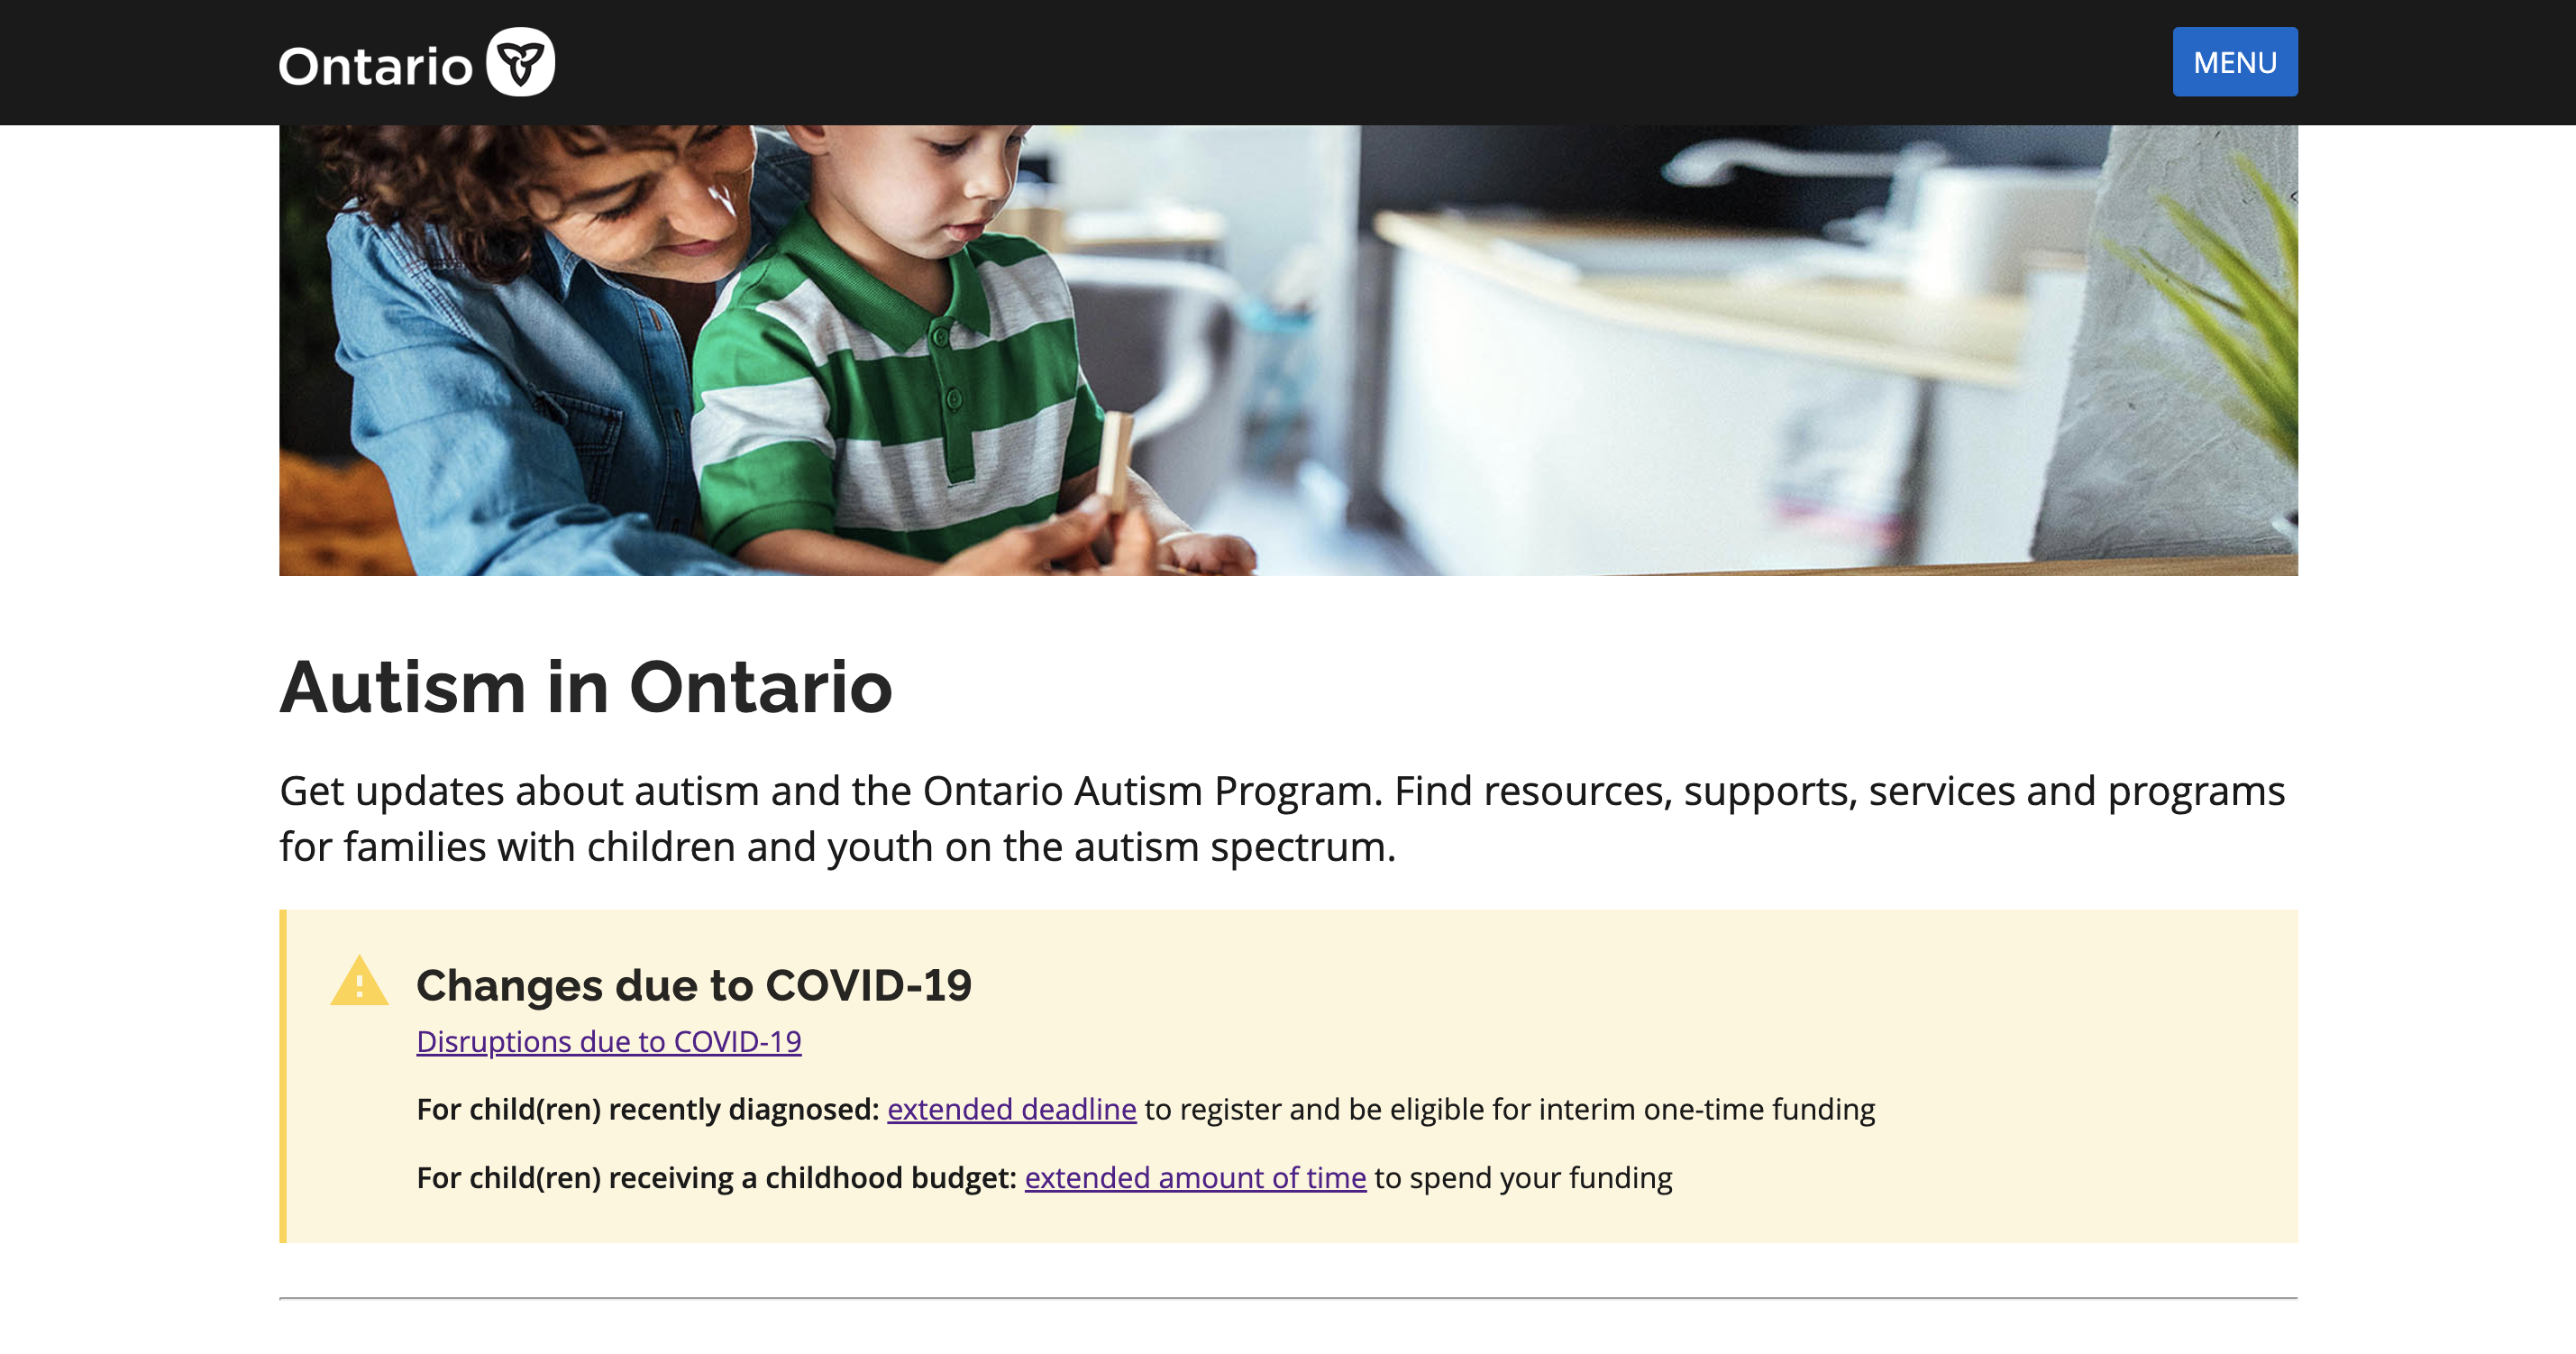 Ontario
MENU
Autism in Ontario
Get updates about autism and the Ontario Autism Program. Find resources, supports, services and programs
for families with children and youth on the autism spectrum.
Changes due to COVID-19
Disruptions due to COVID-19
For child(ren) recently diagnosed: extended deadline to register and be eligible for interim one-time funding
For child(ren) receiving a childhood budget: extended amount of time to spend your funding